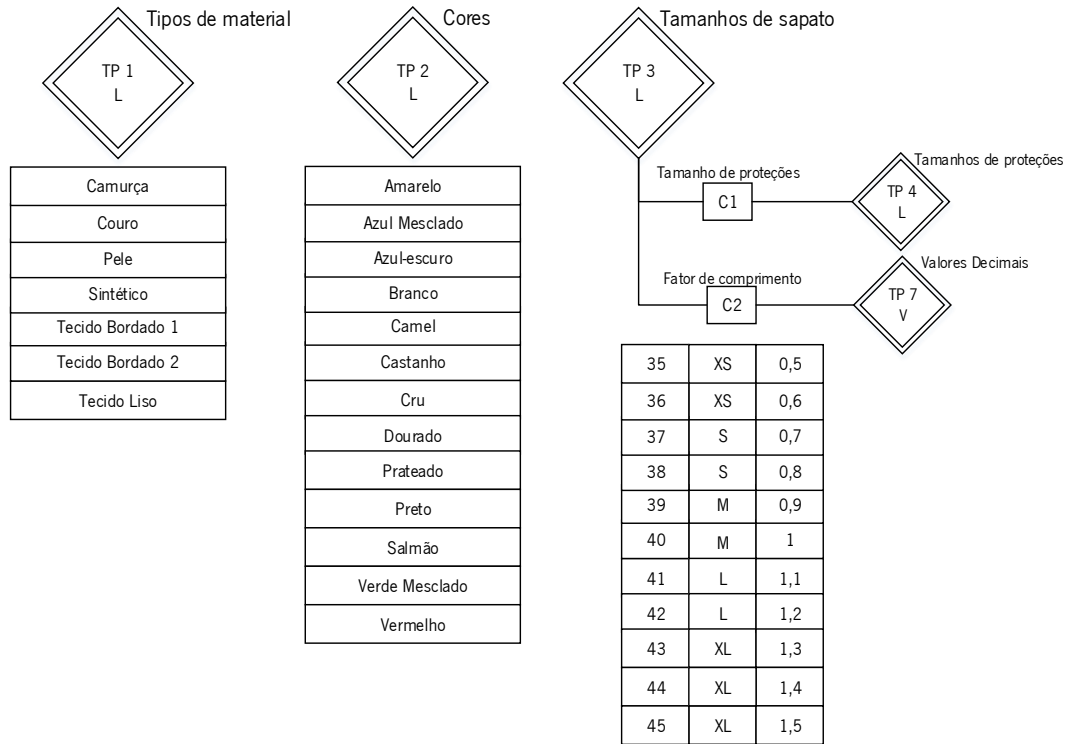 Tipos de material
TP 1
L
Camurça
Couro
Pele
Sintético
Tecido Bordado 1
Tecido Bordado 2
Tecido Liso
Cores
TP 2
L
Amarelo
Azul Mesclado
Azul-escuro
Branco
Camel
Castanho
Cru
Dourado
Prateado
Preto
Salmão
Verde Mesclado
Vermelho
Tamanhos de sapato
TP 3
L
Tamanho de proteções
C1
Tamanhos de proteções
TP 4
L
Fator de comprimento
C2
Valores Decimais
TP 7
V
35 XS 0,5
36 XS 0,6
37 S 0,7
38 S 0,8
39 M 0,9
40 M 1
41 L 1,1
42 L 1,2
43 XL 1,3
44 XL 1,4
45 XL 1,5